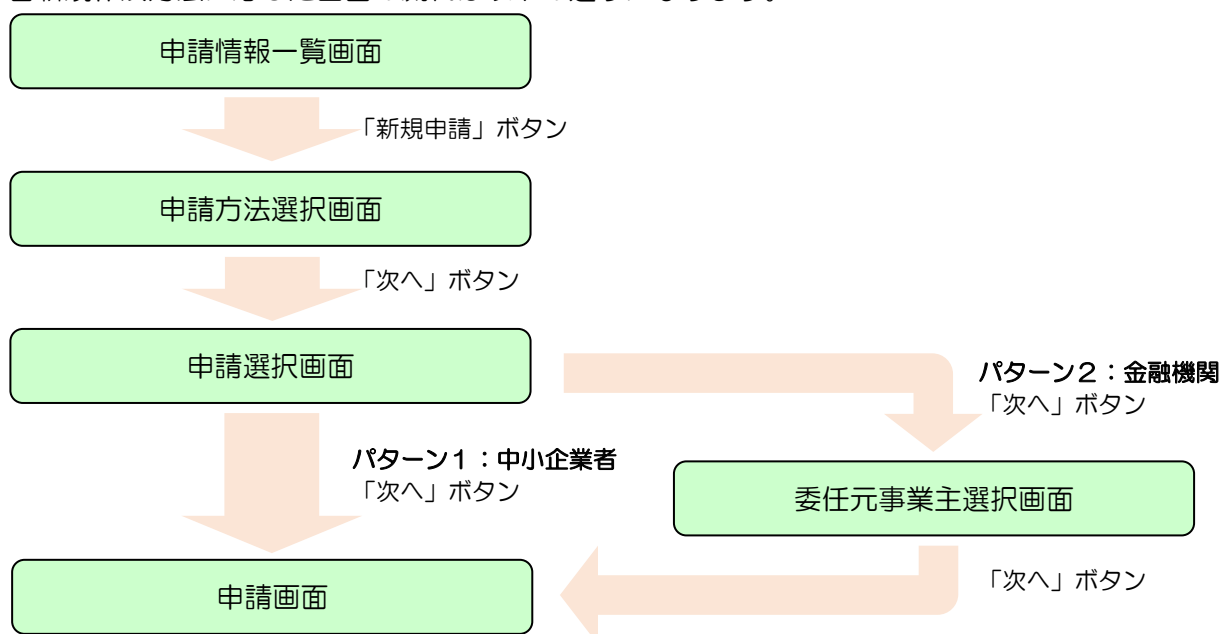 申請情報一覧画面
「新規申請」ボタン
申請方法選択画面
「次へ」ボタン
申請選択画面
パターン2：金融機関
「次へ」ボタン
パターン1：中小企業者
「次へ」ボタン
委任元事業主選択画面
「次へ」ボタン
申請画面